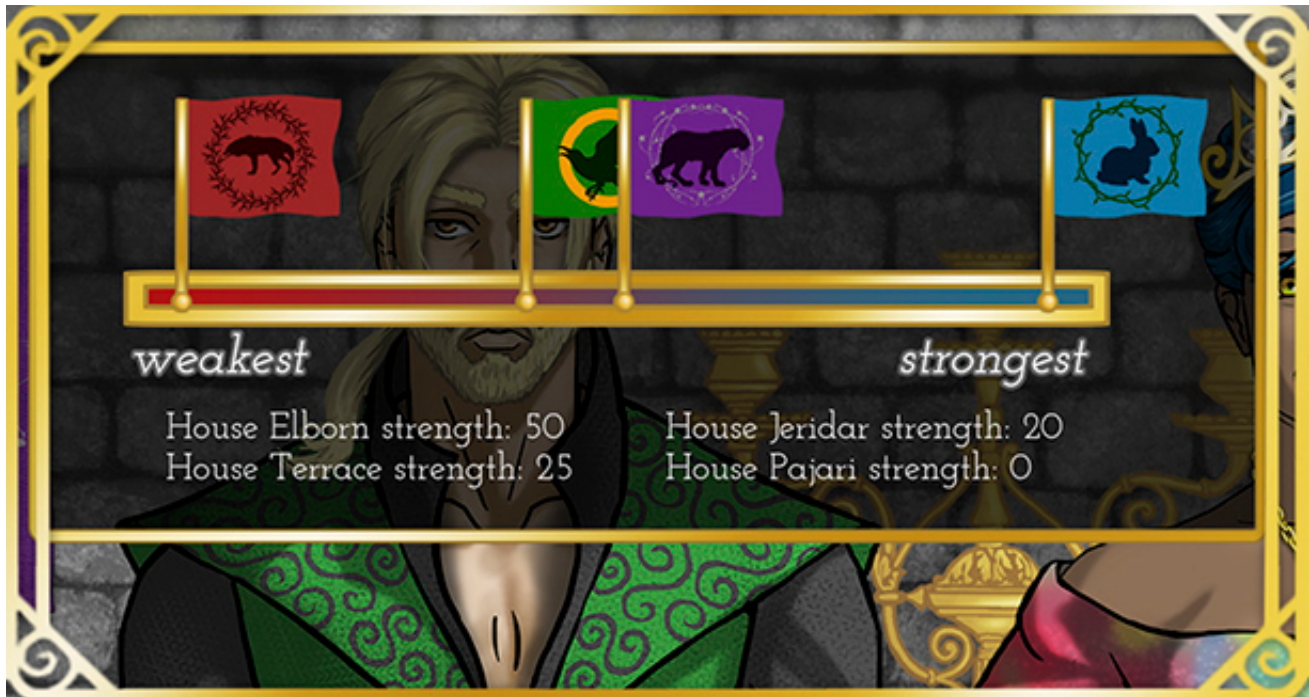 weakest
strongest
House Elborn strength: 50
House Terrace strength: 25
House Jeridar strength: 20
House Pajari strength: 0